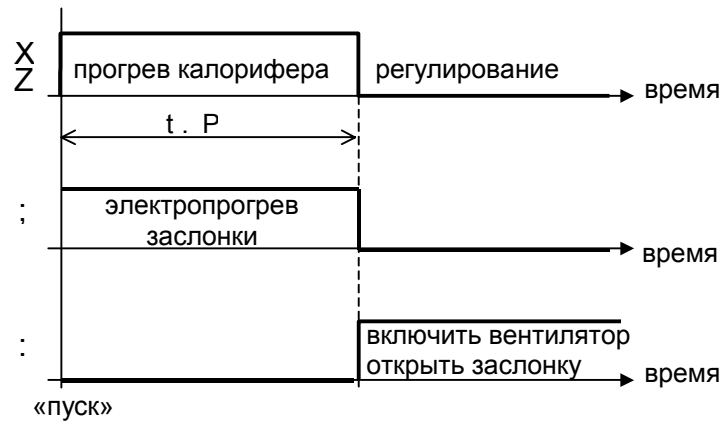 X
Z
прогрев калорифера
регулирование
время
t . P
;
электропрогрев
заслонки
время
:
включить вентилятор
открыть заслонку
время
«пуск»